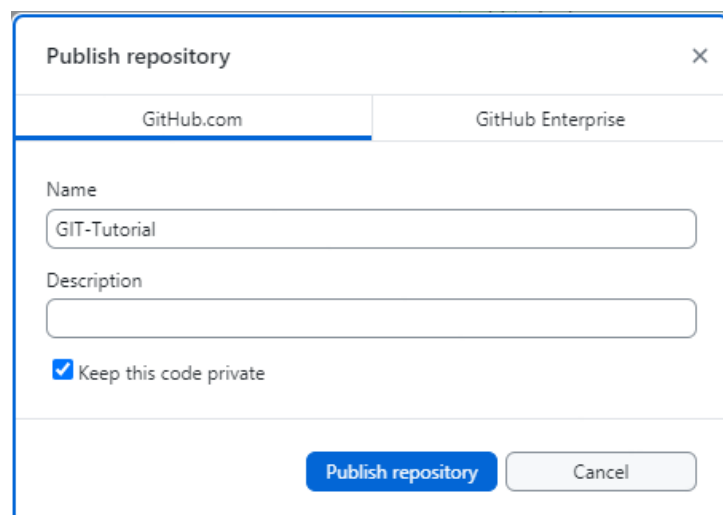 Publish repository
GitHub.com
GitHub Enterprise
Name
GIT-Tutorial
Description
Keep this code private
Publish repository
Cancel